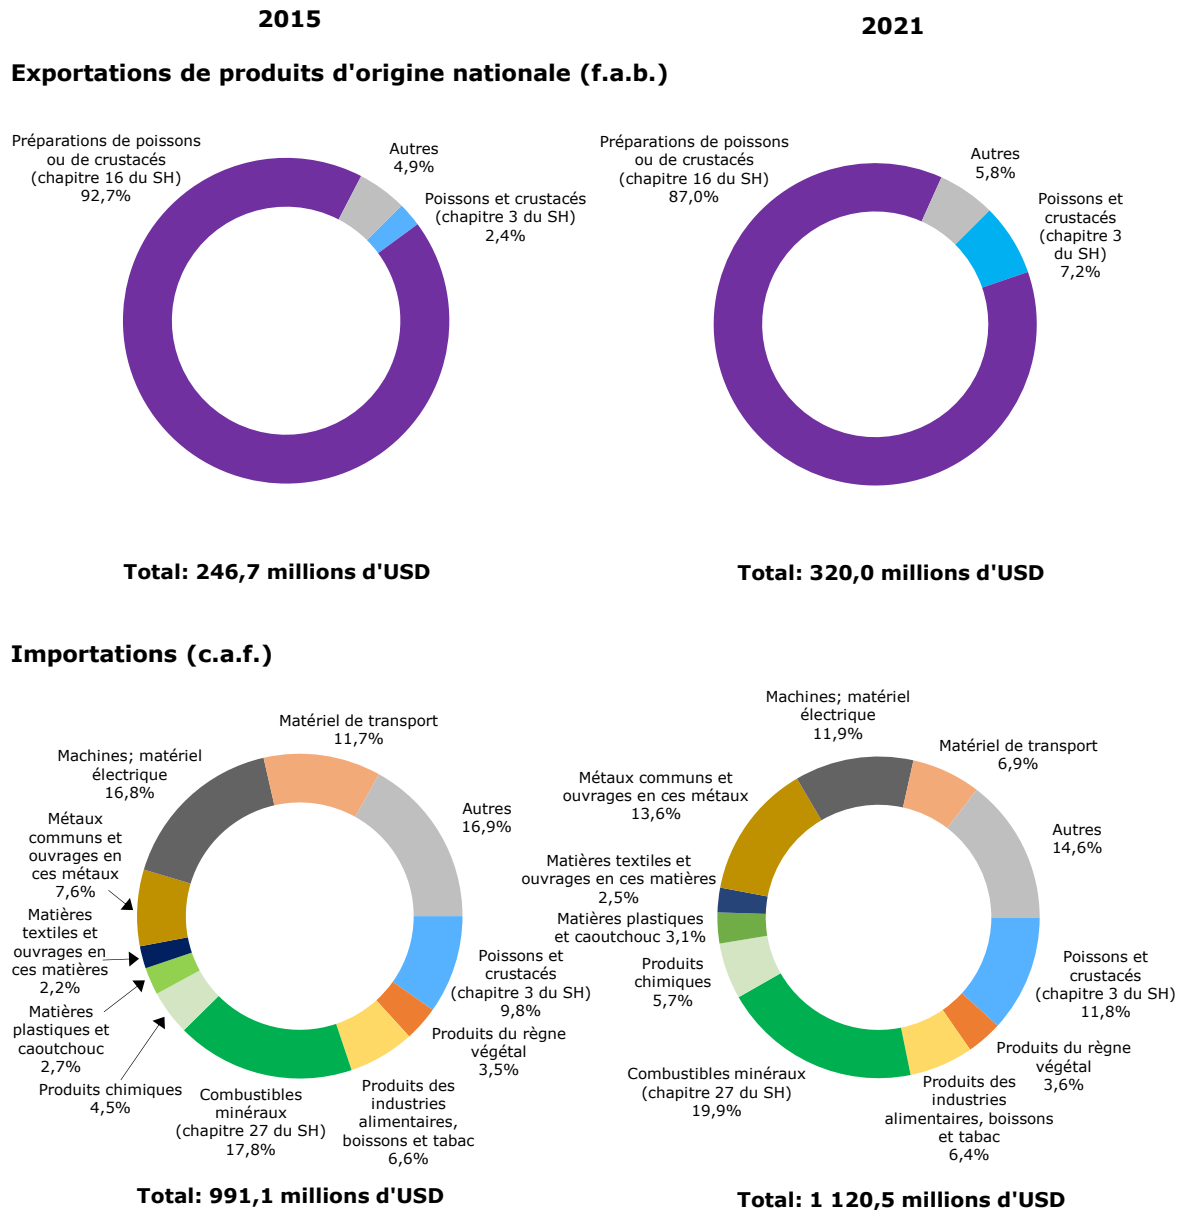 2015
2021
Exportations de produits d'origine nationale (f.a.b.)
Préparations de poissons
ou de crustacés
(chapitre 16 du SH)
92,7%
Autres
4,9%
Poissons et crustacés
(chapitre 3 du SH)
2,4%
Préparations de poissons
ou de crustacés
(chapitre 16 du SH)
87,0%
Autres
5,8%
Poissons et
crustacés
(chapitre 3
du SH)
7,2%
Total: 246,7 millions d'USD
Total: 320,0 millions d'USD
Importations (c.a.f.)
Matériel de transport
11,7%
Machines; matériel
électrique
16,8%
Autres
16,9%
Métaux
communs et
ouvrages en
ces métaux
7,6%
Matières
textiles et
ouvrages en
ces matières
2,2%
Matières
plastiques et
caoutchouc
2,7%
Produits chimiques
4,5%
Combustibles
minéraux
(chapitre 27 du SH)
17,8%
Produits des
industries
alimentaires,
boissons et tabac
6,6%
Produits du règne
végétal
3,5%
Poissons et
crustacés
(chapitre 3 du SH)
9,8%
Machines; matériel
électrique
11,9%
Matériel de transport
6,9%
Métaux communs et
ouvrages en ces métaux
13,6%
Autres
14,6%
Matières textiles et
ouvrages en ces matières
2,5%
Matières plastiques
et caoutchouc 3,1%
Produits
chimiques
5,7%
Combustibles minéraux
(chapitre 27 du SH)
19,9%
Produits des
industries
alimentaires, boissons
et tabac
6,4%
Produits du règne
végétal
3,6%
Poissons et
crustacés
(chapitre 3 du SH)
11,8%
Total: 991,1 millions d'USD
Total: 1 120,5 millions d'USD